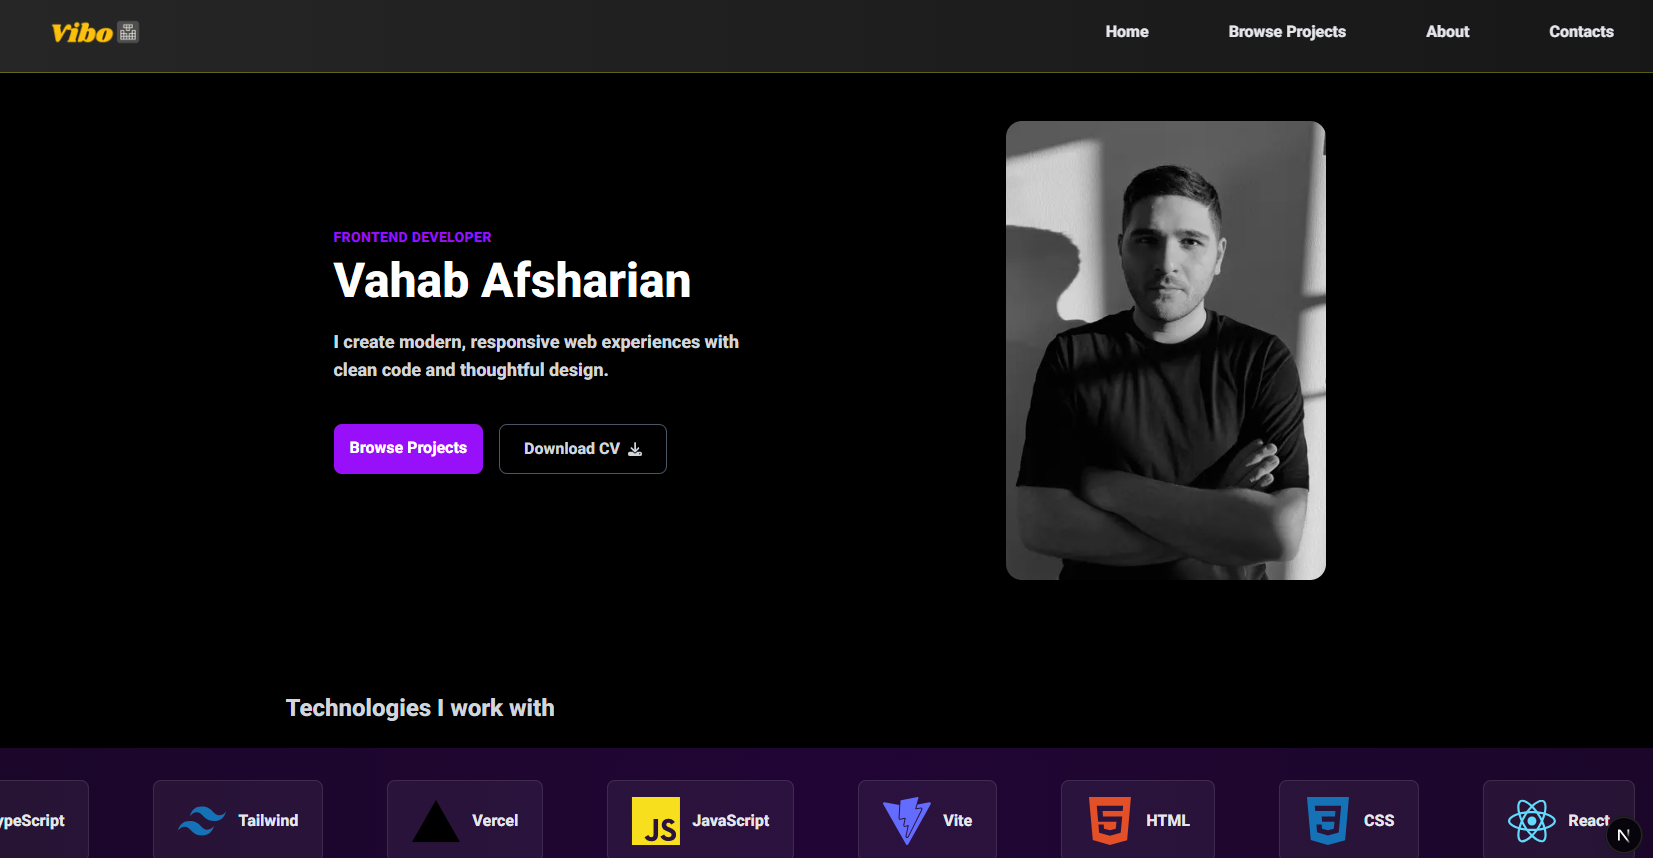 Vibo
Home Browse Projects About Contacts
FRONTEND DEVELOPER
Vahab Afsharian
I create modern, responsive web experiences with
clean code and thoughtful design.
Browse Projects Download CV
Technologies I work with
ypeScript Tailwind Vercel JS JavaScript Vite HTML CSS React
N